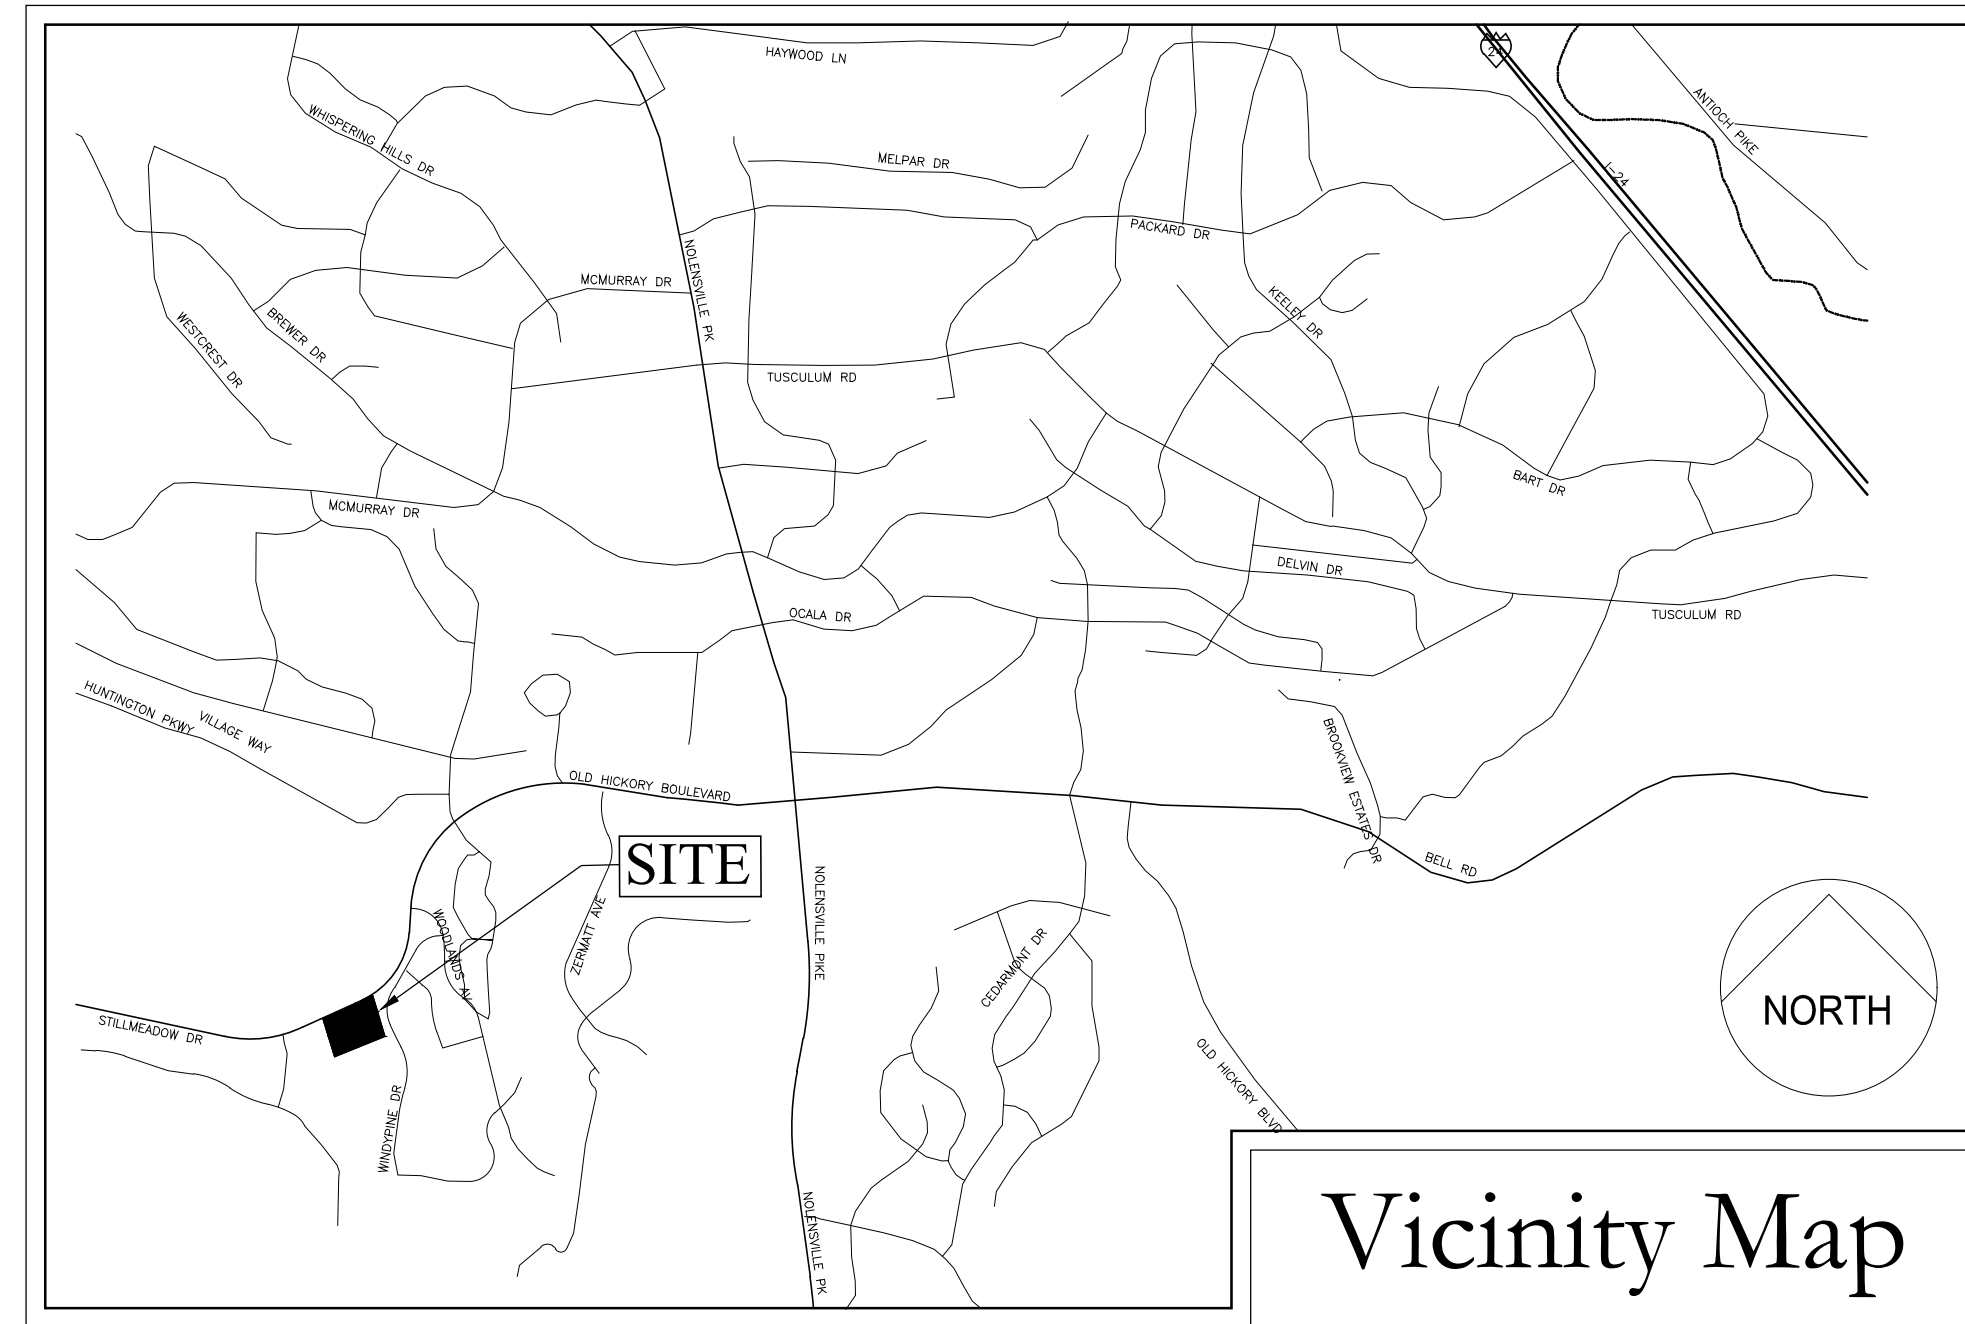 HAYWOOD LN
24
ANTIOCH PIKE
I-24
WHISPERING HILLS DR
MELPAR DR
PACKARD DR
NOLENSVILLE PK
MCMURRAY DR
KEELEY DR
WESTCREST DR
BREWER DR
TUSCULUM RD
BART DR
MCMURRAY DR
DELVIN DR
OCALA DR
TUSCULUM RD
HUNTINGTON PKWY
VILLAGE WAY
BROOKVIEW ESTATES DR
OLD HICKORY BOULEVARD
SITE
BELL RD
NOLENSVILLE PIKE
ZERMATT AVE
WOODLANDS AV
CEDARMONT DR
NORTH
STILLMEADOW DR
OLD HICKORY BLVD
WINDYPINE DR
NOLENSVILLE PK
Vicinity Map